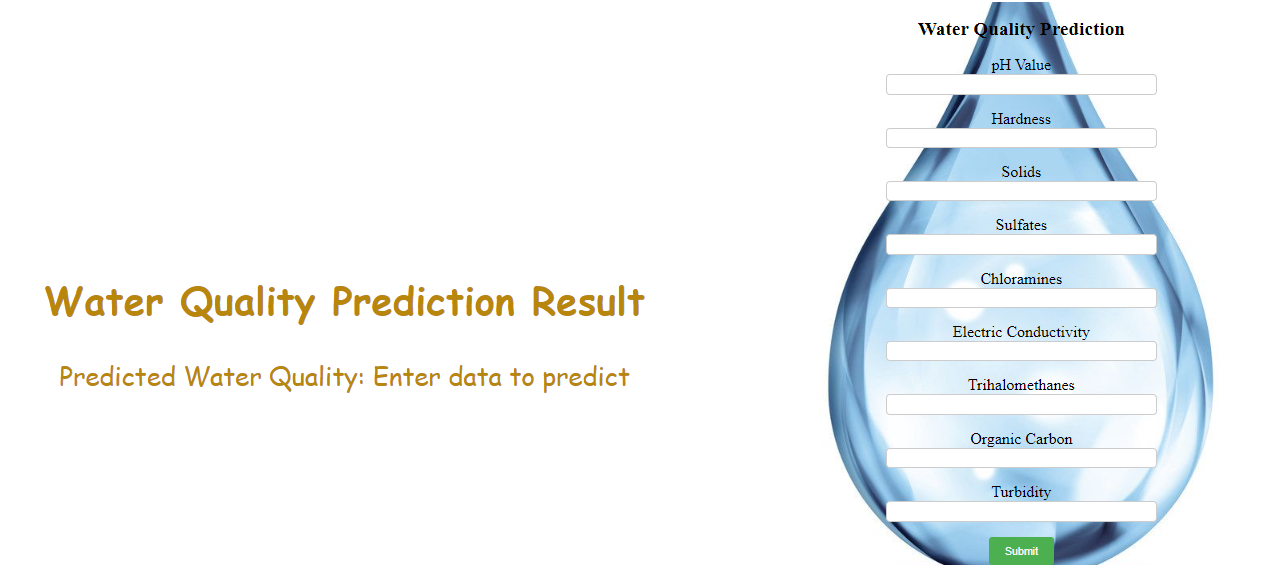 Water Quality Prediction Result
Predicted Water Quality: Enter data to predict
Water Quality Prediction
pH Value
Hardness
Solids
Sulfates
Chloramines
Electric Conductivity
Trihalomethanes
Organic Carbon
Turbidity
Submit